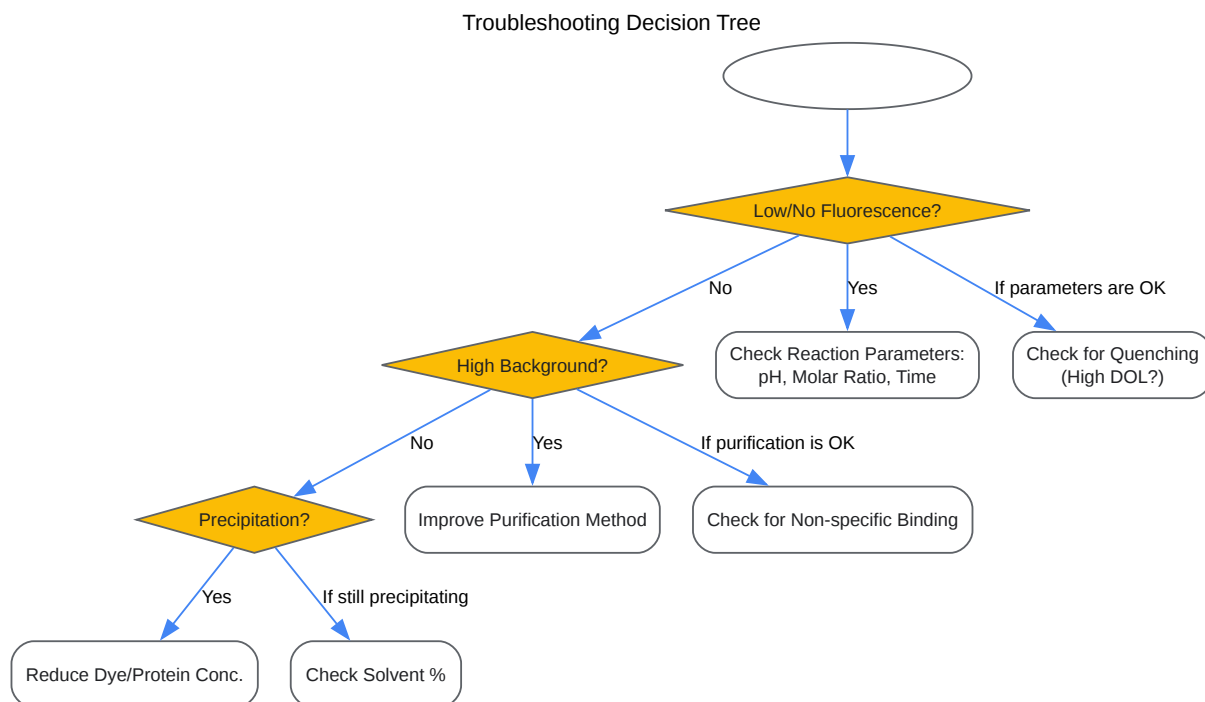 Troubleshooting Decision Tree
Low/No Fluorescence?
No
Yes
If parameters are OK
High Background?
Check Reaction Parameters:
pH, Molar Ratio, Time
Check for Quenching
(High DOL?)
No
Yes
If purification is OK
Precipitation?
Improve Purification Method
Check for Non-specific Binding
Yes
If still precipitating
Reduce Dye/Protein Conc.
Check Solvent %